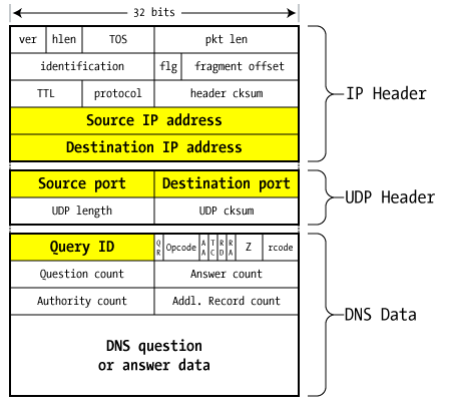 32 bits
ver hlen TOS pkt len
identification flg fragment offset
TTL protocol header cksum
IP Header
Source IP address
Destination IP address
Source port Destination port
UDP Header
UDP length UDP cksum
Query ID QR Opcode AA TC RD RA Z rcode
Question count Answer count
Authority count Addl. Record count
DNS Data
DNS question
or answer data